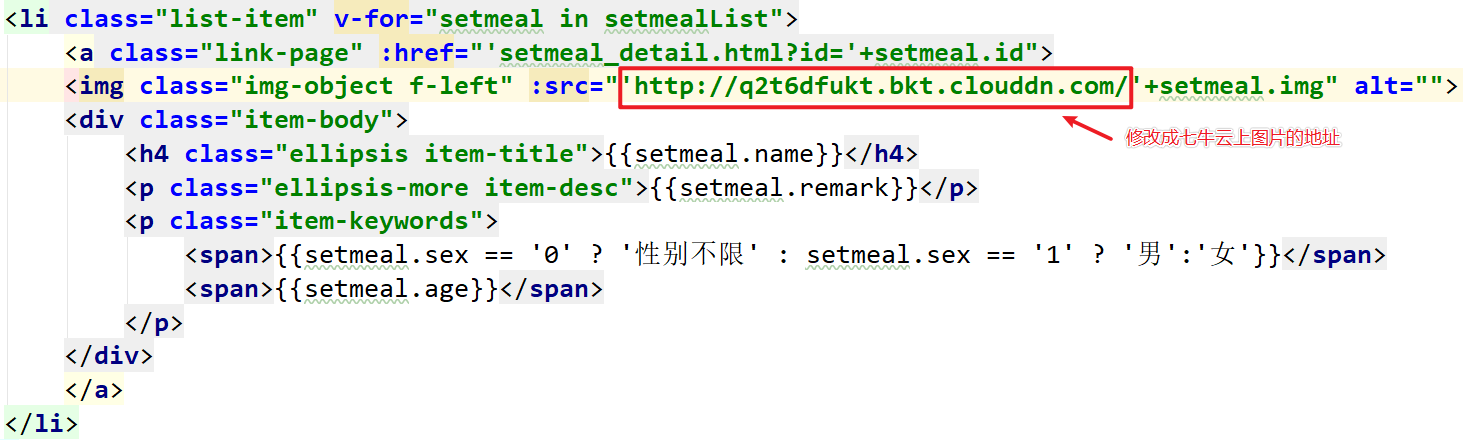 <li class="list-item" v-for="setmeal in setmealList">
<a class="link-page" :href="'setmeal_detail.html?id='+setmeal.id">
<img class="img-object f-left" :src="'http://q2t6dfukt.bkt.clouddn.com/'+setmeal.img" alt="">
<div class="item-body">
修改成七牛云上图片的地址
<h4 class="ellipsis item-title">{{setmeal.name}}</h4>
<p class="ellipsis-more item-desc">{{setmeal.remark}}</p>
<p class="item-keywords">
<span>{{setmeal.sex == '0' ? '性别不限' : setmeal.sex == '1' ? '男':'女'}}</span>
<span>{{setmeal.age}}</span>
</p>
</div>
</a>
</li>